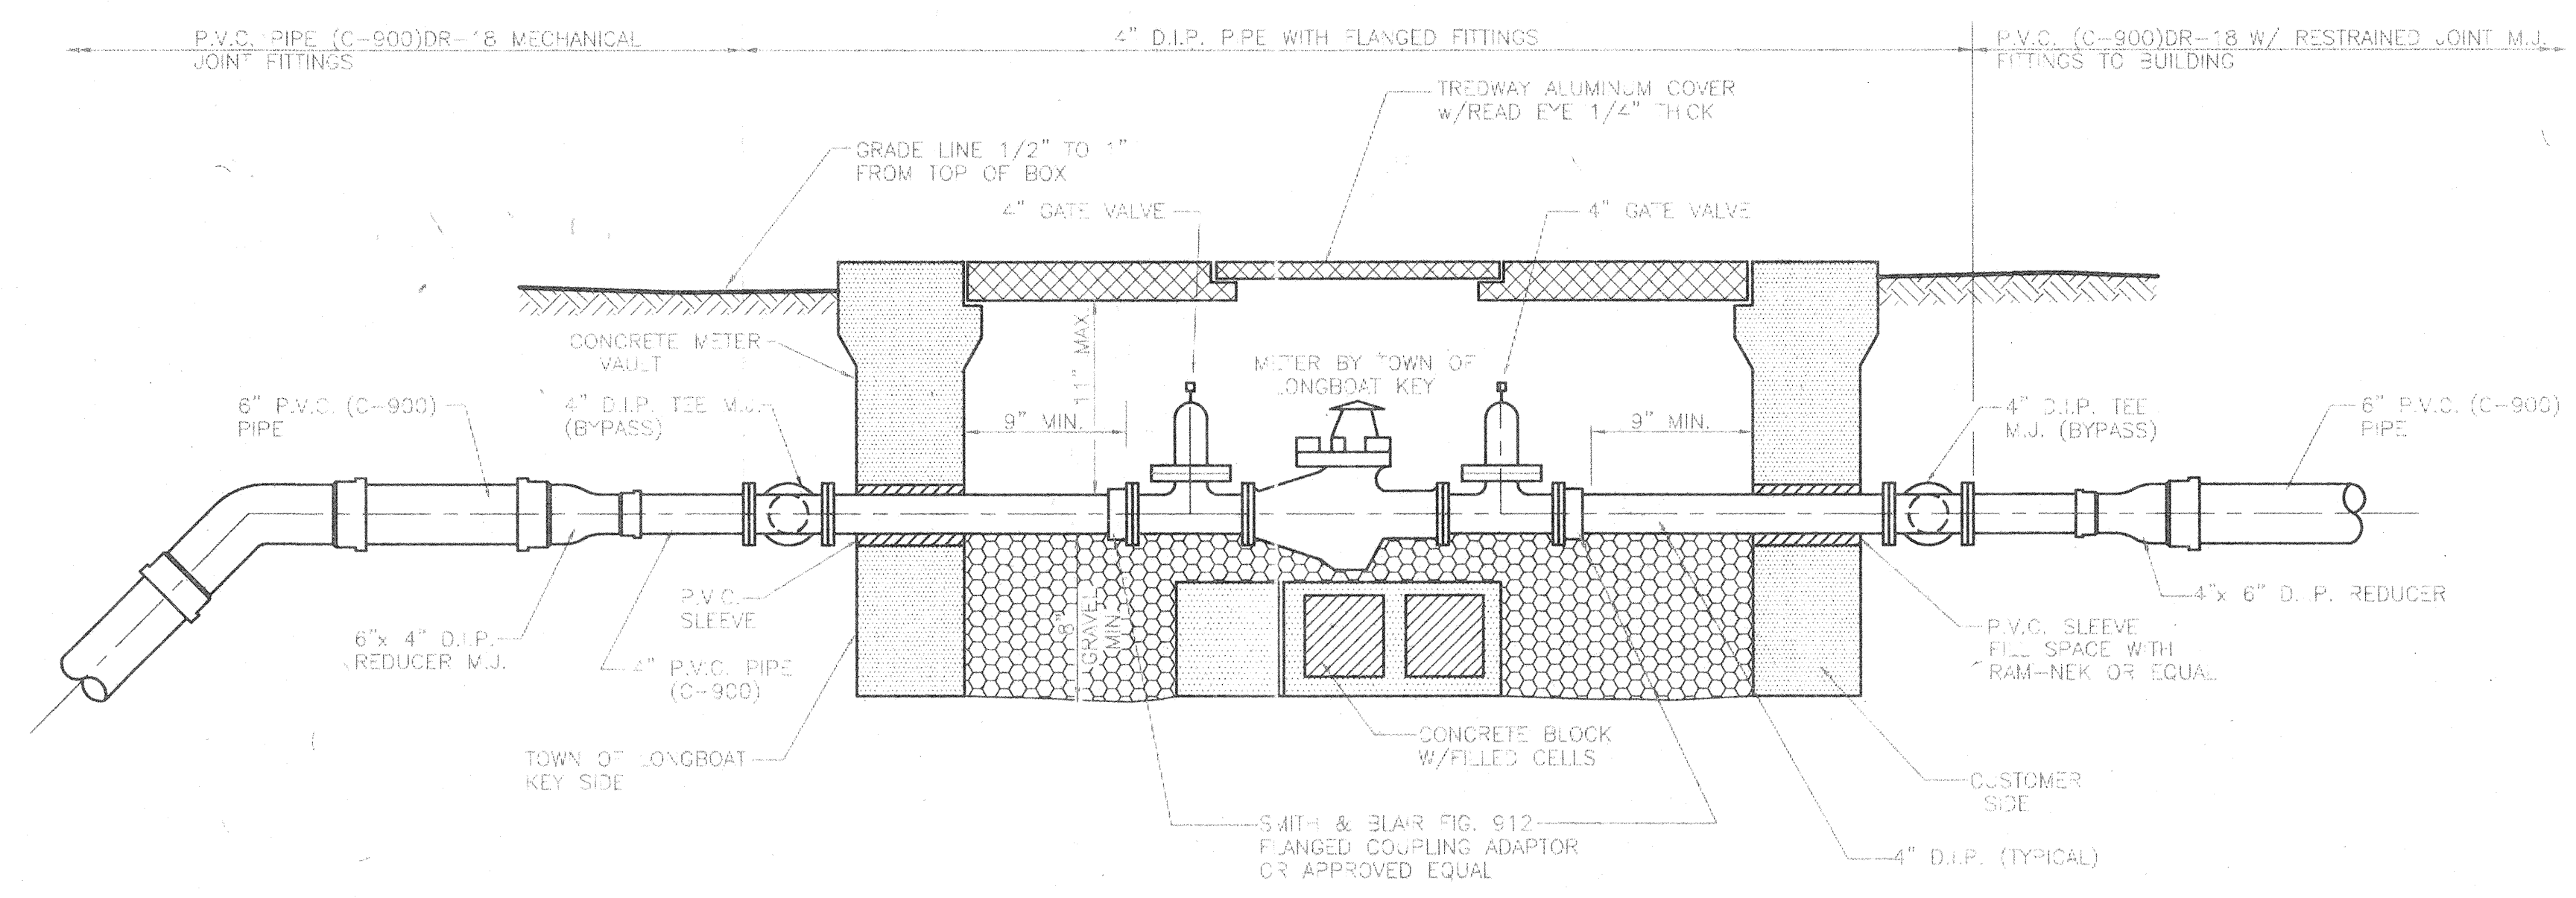 P.V.C. PIPE (C-900)DR-18 MECHANICAL
JOINT FITTINGS
4" D.I.P. PIPE WITH FLANGED FITTINGS
P.V.C. (C-900)DR-18 W/ RESTRAINED JOINT M.J.
FITTINGS TO BUILDING
TREDWAY ALUMINUM COVER
w/READ EYE 1/4" THICK
GRADE LINE 1/2" TO 1"
FROM TOP OF BOX
4" GATE VALVE
4" GATE VALVE
CONCRETE METER
VAULT
11" MAX.
METER BY TOWN OF
LONGBOAT KEY
6" P.V.C. (C-900)
PIPE
4" D.I.P. TEE M.J.
(BYPASS)
9" MIN.
9" MIN.
4" D.I.P. TEE
M.J. (BYPASS)
6" P.V.C. (C-900)
PIPE
P.V.C.
SLEEVE
8"
GRAVEL
MIN.
4"x 6" D.I.P. REDUCER
6"x 4" D.I.P.
REDUCER M.J.
4" P.V.C. PIPE
(C-900)
P.V.C. SLEEVE
FILL SPACE WITH
RAM-NEK OR EQUAL
TOWN OF LONGBOAT
KEY SIDE
CONCRETE BLOCK
W/FILLED CELLS
CUSTOMER
SIDE
SMITH & BLAIR FIG. 912
FLANGED COUPLING ADAPTOR
OR APPROVED EQUAL
4" D.I.P. (TYPICAL)